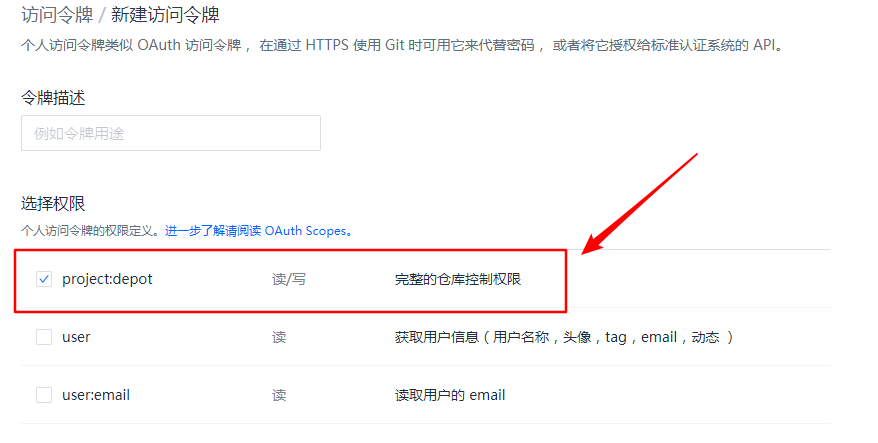 访问令牌 / 新建访问令牌
个人访问令牌类似 OAuth 访问令牌， 在通过 HTTPS 使用 Git 时可用它来代替密码， 或者将它授权给标准认证系统的 API。
令牌描述
例如令牌用途
选择权限
个人访问令牌的权限定义。进一步了解请阅读 OAuth Scopes。
project:depot 读/写 完整的仓库控制权限
user 读 获取用户信息（用户名称，头像，tag，email，动态 ）
user:email 读 读取用户的 email